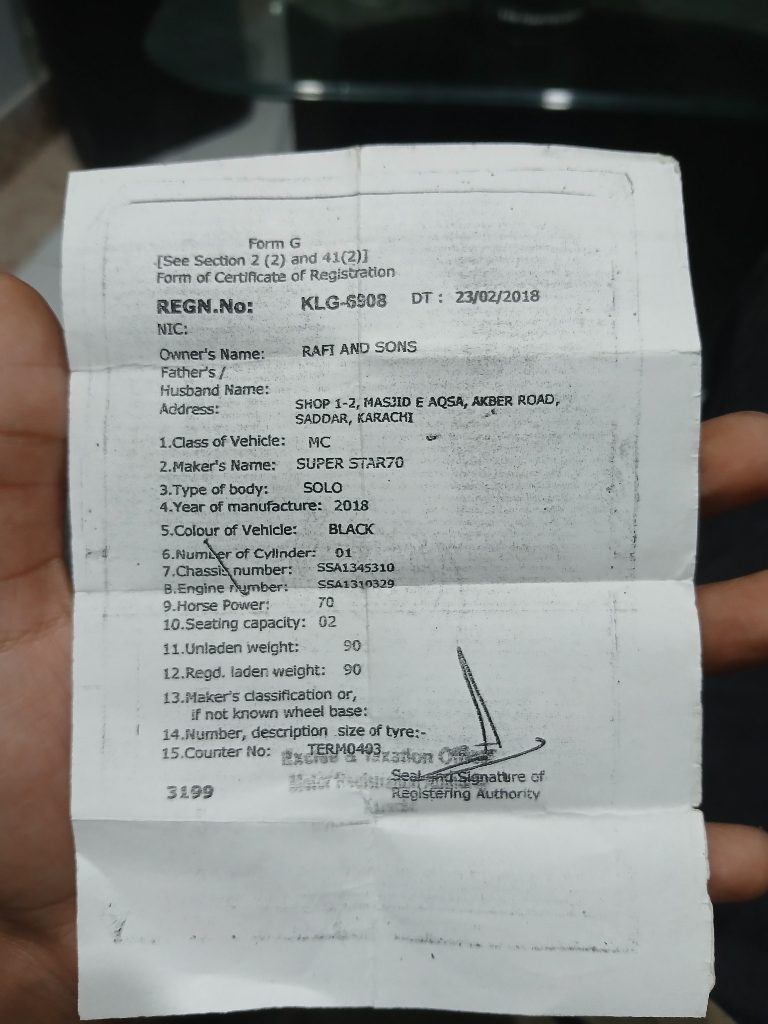 Form G
[See Section 2 (2) and 41(2)]
Form of Certificate of Registration
REGN.No: KLG-6908 DT : 23/02/2018
NIC:
Owner's Name: RAFI AND SONS
Father's /
Husband Name:
Address: SHOP 1-2, MASJID E AQSA, AKBER ROAD,
SADDAR, KARACHI
1.Class of Vehicle: MC
2.Maker's Name: SUPER STAR70
3.Type of body: SOLO
4.Year of manufacture: 2018
5.Colour of Vehicle: BLACK
6.Number of Cylinder: 01
7.Chassis number: SSA1345310
8.Engine number: SSA1310329
9.Horse Power: 70
10.Seating capacity: 02
11.Unladen weight: 90
12.Regd. laden weight: 90
13.Maker's classification or,
if not known wheel base:
14.Number, description size of tyre:-
15.Counter No: TERM0403
Excise & Taxation Officer
Seal and Signature of
Motor Registration
3199 Registering Authority